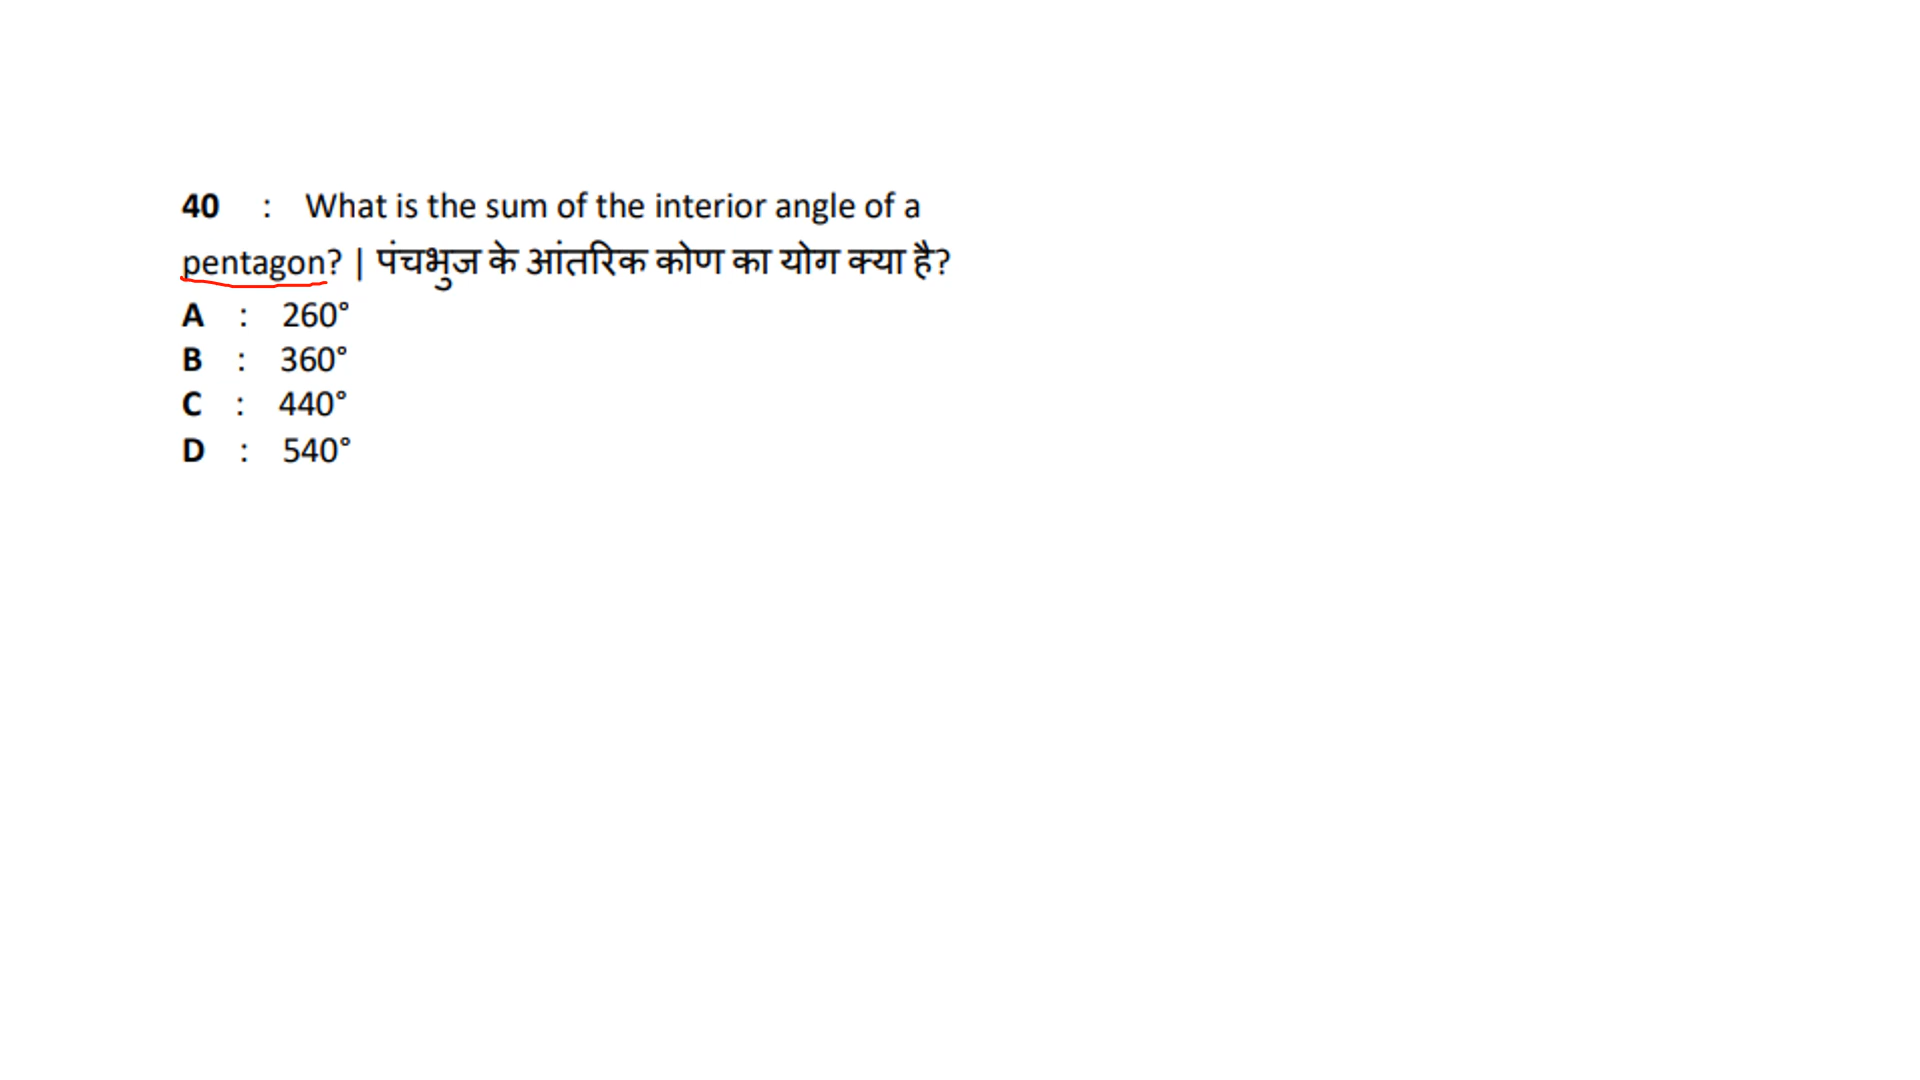 40 : What is the sum of the interior angle of a
pentagon? | पंचभुज के आंतरिक कोण का योग क्या है?
A : 260°
B : 360°
C : 440°
D : 540°